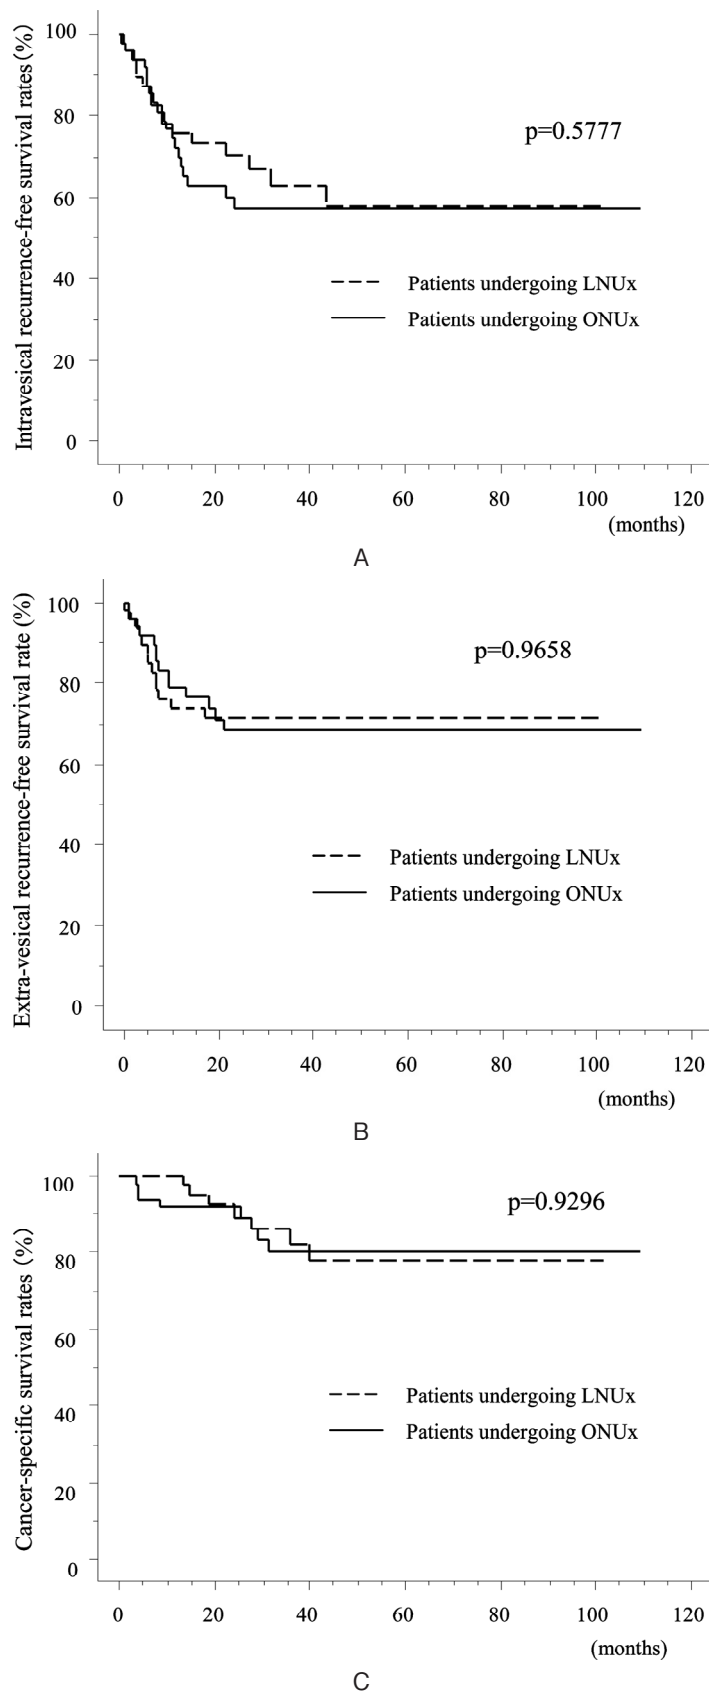 Intravesical recurrence-free survival rates (%)
100
80
60
40
20
0
p=0.5777
Patients undergoing LNUx
Patients undergoing ONUx
0 20 40 60 80 100 120
(months)
A
Extra-vesical recurrence-free survival rate (%)
100
80
60
40
20
0
p=0.9658
Patients undergoing LNUx
Patients undergoing ONUx
0 20 40 60 80 100 120
(months)
B
Cancer-specific survival rates (%)
100
80
60
40
20
0
p=0.9296
Patients undergoing LNUx
Patients undergoing ONUx
0 20 40 60 80 100 120
(months)
C